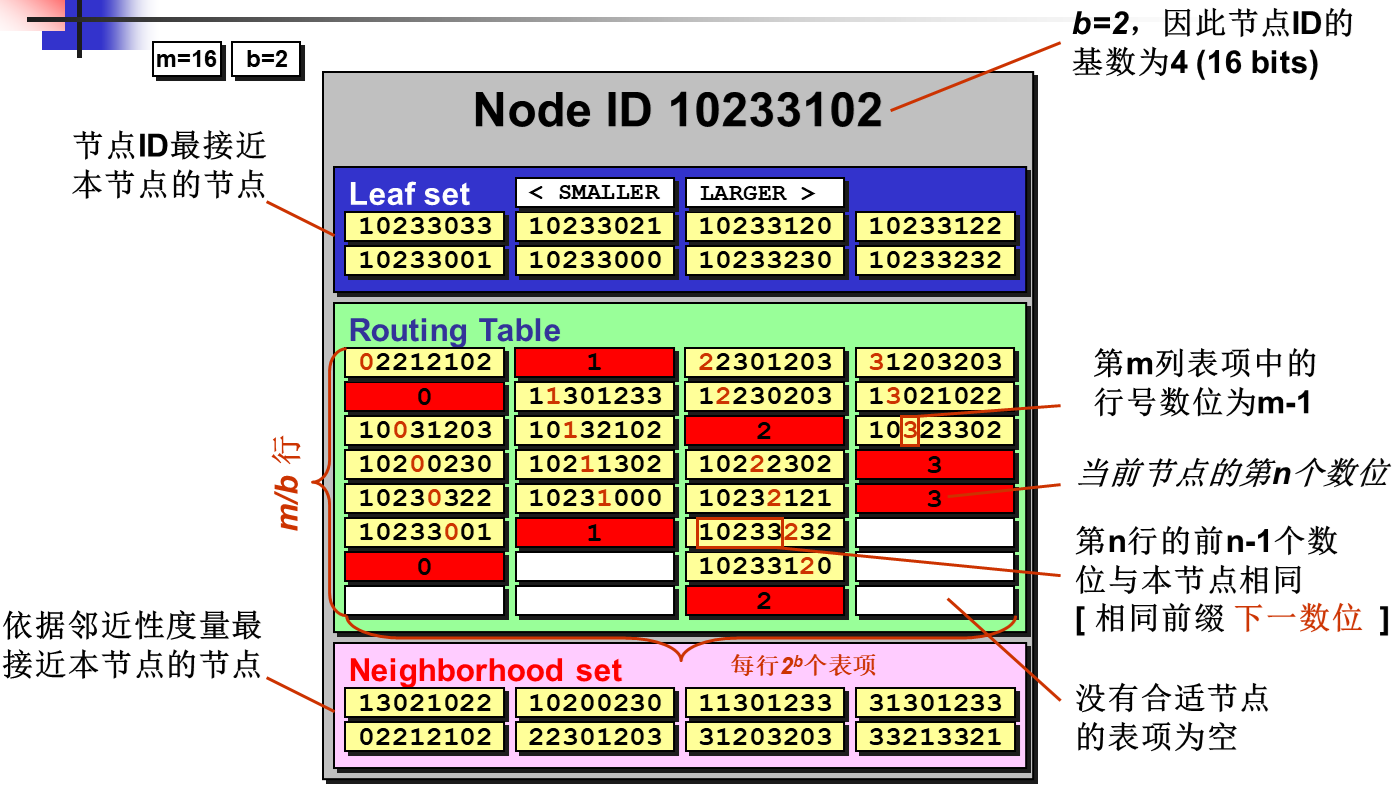 m=16 b=2
b=2，因此节点ID的
基数为4 (16 bits)
Node ID 10233102
节点ID最接近
本节点的节点
Leaf set < SMALLER LARGER >
10233033 10233021 10233120 10233122
10233001 10233000 10233230 10233232
Routing Table
02212102 1 22301203 31203203
0 11301233 12230203 13021022
10031203 10132102 2 10323302
10200230 10211302 10222302 3
10230322 10231000 10232121 3
10233001 1 10233232
0 10233120
2
m/b 行
第m列表项中的
行号数位为m-1
当前节点的第n个数位
第n行的前n-1个数
位与本节点相同
[ 相同前缀 下一数位 ]
没有合适节点
的表项为空
依据邻近性度量最
接近本节点的节点
每行2ᵇ个表项
Neighborhood set
13021022 10200230 11301233 31301233
02212102 22301203 31203203 33213321